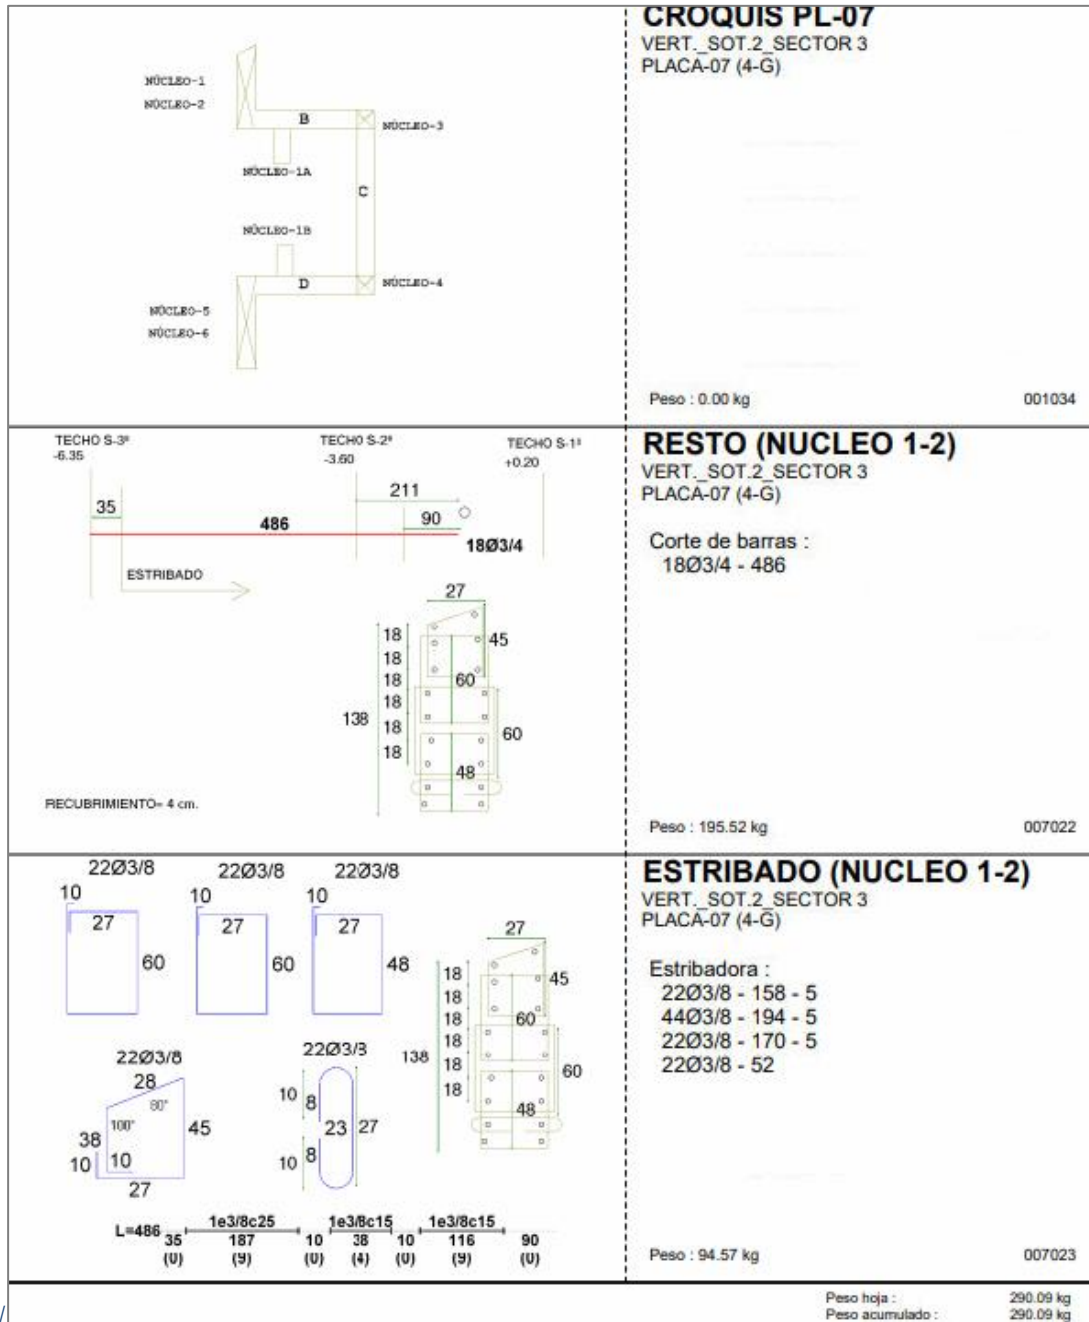 CROQUIS PL-07
VERT._SOT.2_SECTOR 3
PLACA-07 (4-G)
NÚCLEO-1
NÚCLEO-2
B
NÚCLEO-3
NÚCLEO-1A
C
NÚCLEO-1B
D
NÚCLEO-4
NÚCLEO-5
NÚCLEO-6
Peso : 0.00 kg 001034
TECHO S-3ª TECHO S-2ª TECHO S-1ª
-6.35 -3.60 +0.20
211
35
486 90
18Ø3/4
ESTRIBADO
27
18 45
18
18 60
18
138 60
18
18 48
RECUBRIMIENTO= 4 cm.
RESTO (NUCLEO 1-2)
VERT._SOT.2_SECTOR 3
PLACA-07 (4-G)
Corte de barras :
18Ø3/4 - 486
Peso : 195.52 kg 007022
22Ø3/8 22Ø3/8 22Ø3/8
10 10 10
27 27 27
60 60 48
22Ø3/8
28
80°
100°
38 45
10 10
27
22Ø3/8
10 8
23 27
10 8
27
18 45
18
18 60
18
138 60
18
18 48
L=486 1e3/8c25 1e3/8c15 1e3/8c15
35 187 10 38 10 116 90
(0) (9) (0) (4) (0) (9) (0)
ESTRIBADO (NUCLEO 1-2)
VERT._SOT.2_SECTOR 3
PLACA-07 (4-G)
Estribadora :
22Ø3/8 - 158 - 5
44Ø3/8 - 194 - 5
22Ø3/8 - 170 - 5
22Ø3/8 - 52
Peso : 94.57 kg 007023
Peso hoja : 290.09 kg
Peso acumulado : 290.09 kg